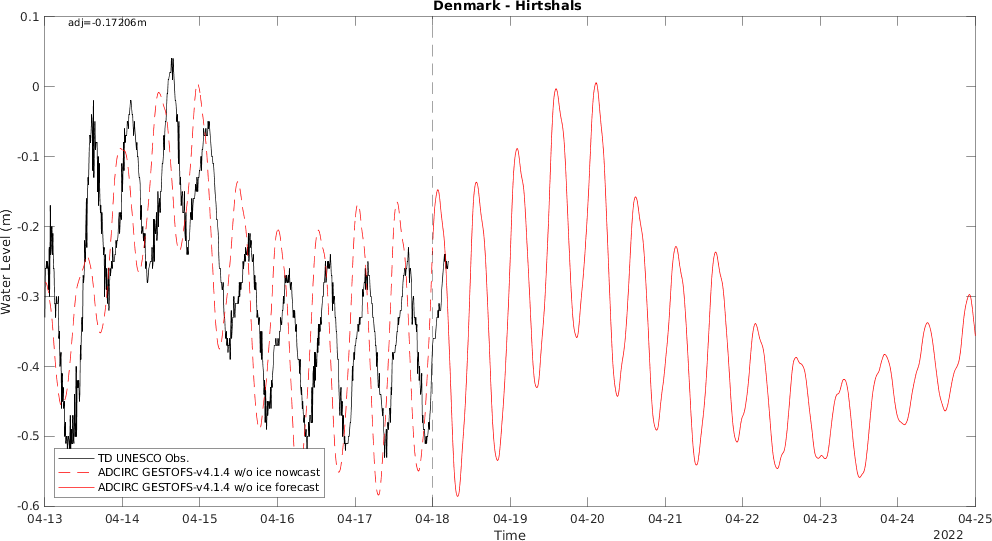 Denmark - Hirtshals
adj=-0.17206m
0.1
0
-0.1
-0.2
-0.3
-0.4
-0.5
-0.6
Water Level (m)
TD UNESCO Obs.
ADCIRC GESTOFS-v4.1.4 w/o ice nowcast
ADCIRC GESTOFS-v4.1.4 w/o ice forecast
04-13 04-14 04-15 04-16 04-17 04-18 04-19 04-20 04-21 04-22 04-23 04-24 04-25
Time
2022